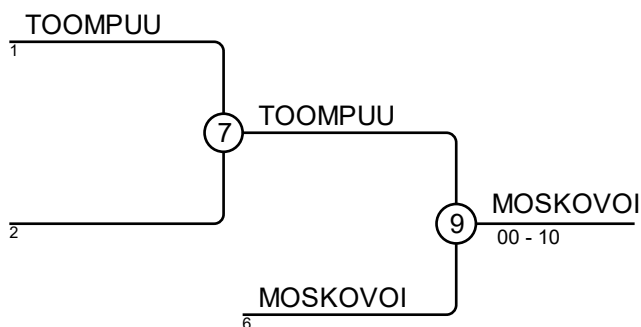 TOOMPUU
1
7
TOOMPUU
2
9
MOSKOVOI
00 - 10
MOSKOVOI
6